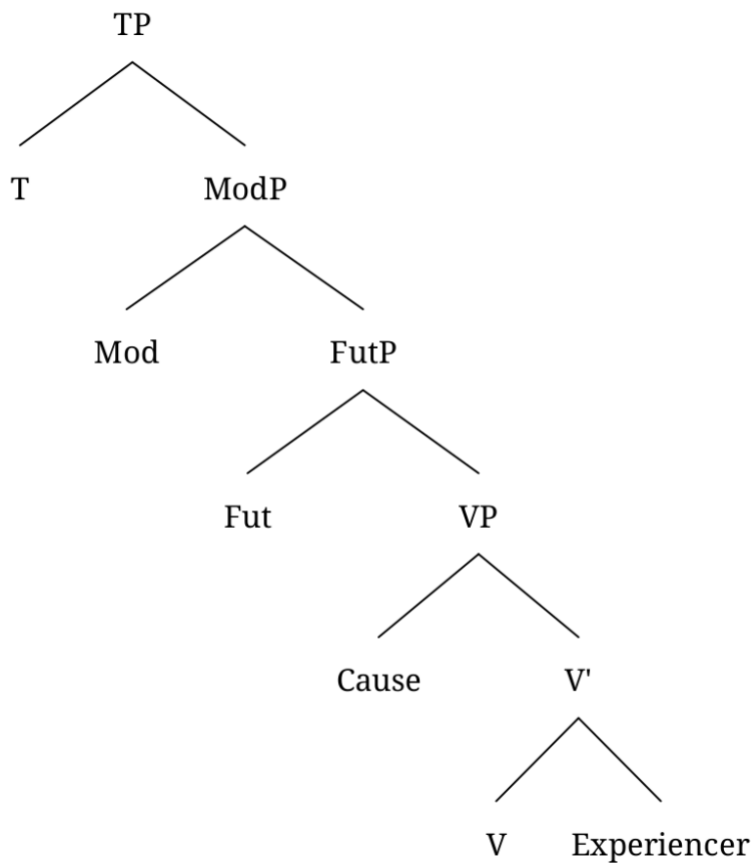 TP
T ModP
Mod FutP
Fut VP
Cause V'
V Experiencer